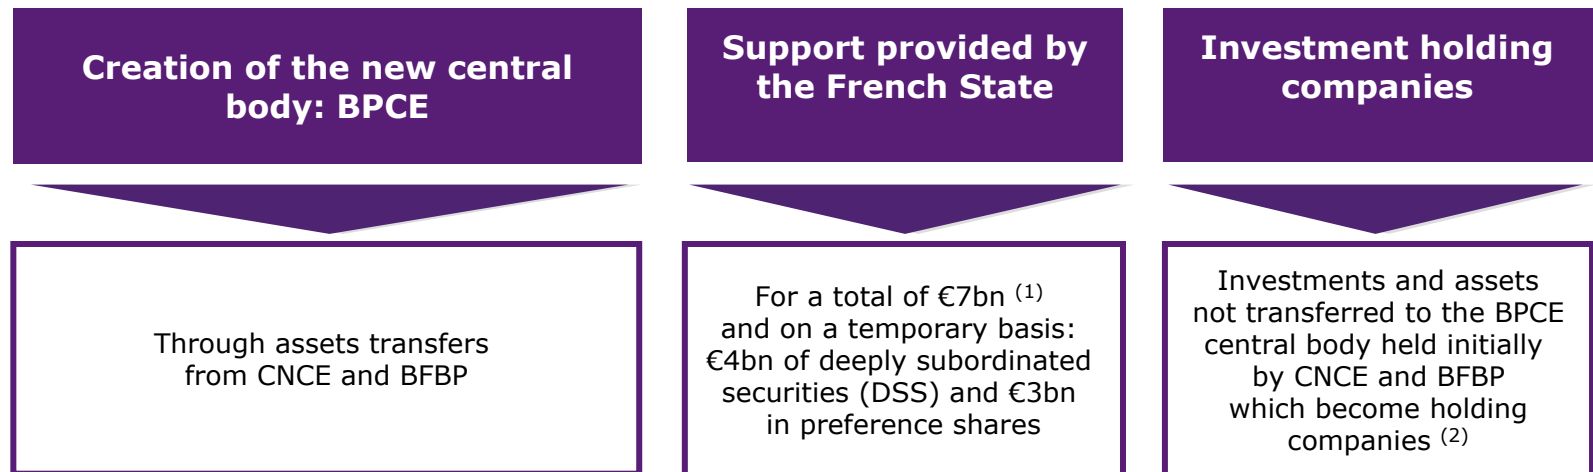 Creation of the new central
body: BPCE
Through assets transfers
from CNCE and BFBP
Support provided by
the French State
For a total of €7bn (1)
and on a temporary basis:
€4bn of deeply subordinated
securities (DSS) and €3bn
in preference shares
Investment holding
companies
Investments and assets
not transferred to the BPCE
central body held initially
by CNCE and BFBP
which become holding
companies (2)